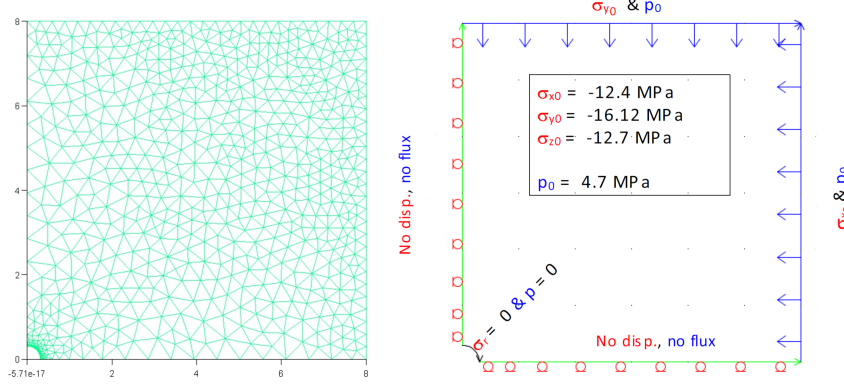 8
6
4
2
0
-5.71e-17
2
4
6
8
No disp., no flux
σy0 & p0
σx0 = -12.4 MPa
σy0 = -16.12 MPa
σz0 = -12.7 MPa
p0 = 4.7 MPa
σr = 0 & p = 0
No disp., no flux
& p0